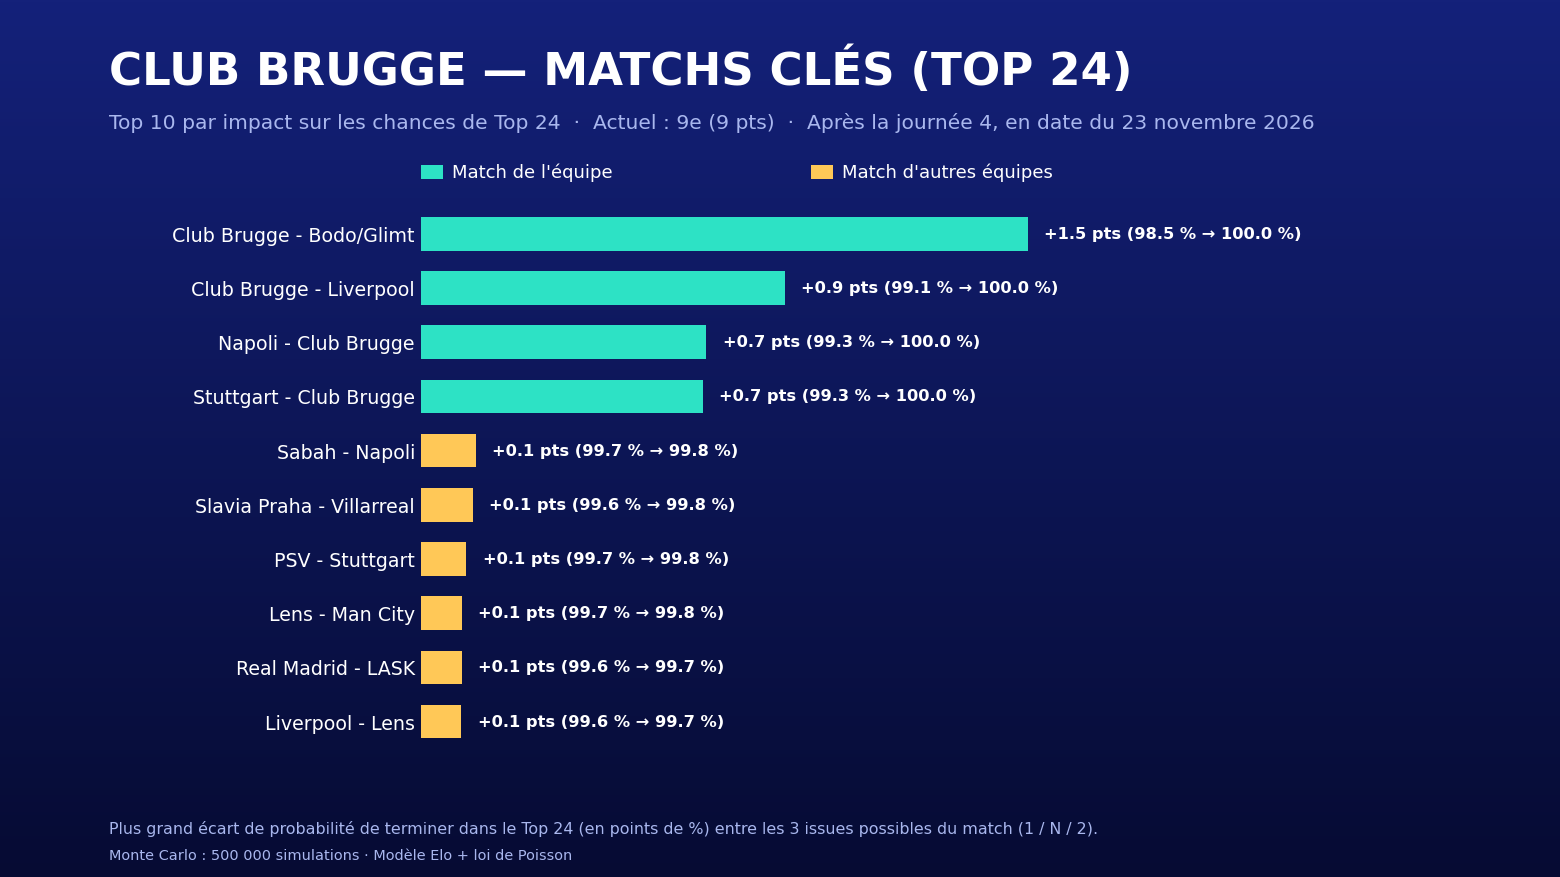 CLUB BRUGGE — MATCHS CLÉS (TOP 24)
Top 10 par impact sur les chances de Top 24 · Actuel : 9e (9 pts) · Après la journée 4, en date du 23 novembre 2026
Match de l'équipe
Match d'autres équipes
Club Brugge - Bodo/Glimt +1.5 pts (98.5 % → 100.0 %)
Club Brugge - Liverpool +0.9 pts (99.1 % → 100.0 %)
Napoli - Club Brugge +0.7 pts (99.3 % → 100.0 %)
Stuttgart - Club Brugge +0.7 pts (99.3 % → 100.0 %)
Sabah - Napoli +0.1 pts (99.7 % → 99.8 %)
Slavia Praha - Villarreal +0.1 pts (99.6 % → 99.8 %)
PSV - Stuttgart +0.1 pts (99.7 % → 99.8 %)
Lens - Man City +0.1 pts (99.7 % → 99.8 %)
Real Madrid - LASK +0.1 pts (99.6 % → 99.7 %)
Liverpool - Lens +0.1 pts (99.6 % → 99.7 %)
Plus grand écart de probabilité de terminer dans le Top 24 (en points de %) entre les 3 issues possibles du match (1 / N / 2).
Monte Carlo : 500 000 simulations · Modèle Elo + loi de Poisson